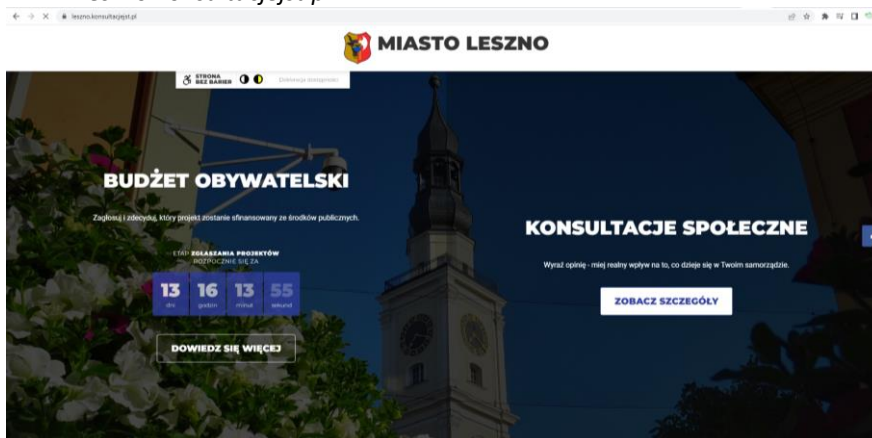 leszno.konsultacjejst.pl
MIASTO LESZNO
STRONA
BEZ BARIER
Deklaracja dostępności
BUDŻET OBYWATELSKI
Zagłosuj i zdecyduj, który projekt zostanie sfinansowany ze środków publicznych.
ETAP ZGŁASZANIA PROJEKTÓW
ROZPOCZNIE SIĘ ZA
13 16 13 55
dni godzin minut sekund
DOWIEDZ SIĘ WIĘCEJ
KONSULTACJE SPOŁECZNE
Wyraź opinię - miej realny wpływ na to, co dzieje się w Twoim samorządzie.
ZOBACZ SZCZEGÓŁY